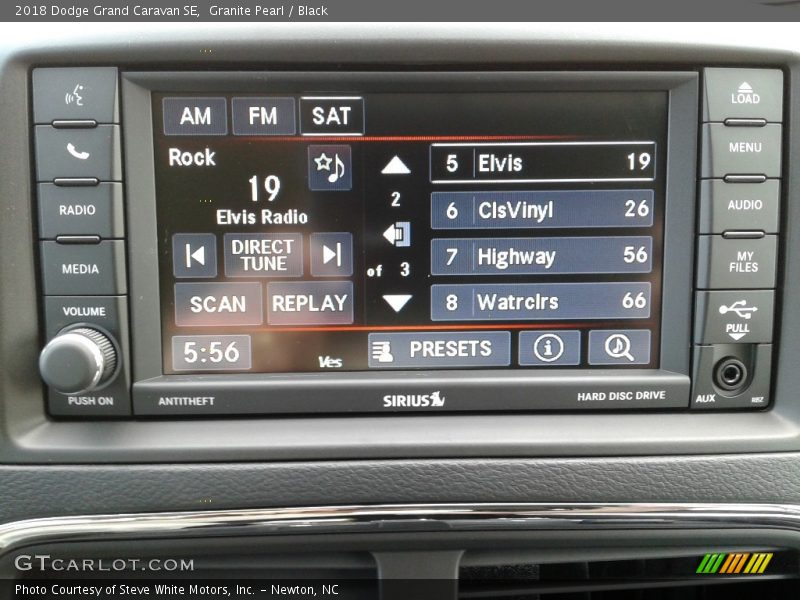 2018 Dodge Grand Caravan SE, Granite Pearl / Black
LOAD
AM FM SAT
MENU
Rock
5 Elvis 19
19
2
Elvis Radio
RADIO
6 ClsVinyl 26
AUDIO
DIRECT TUNE
of 3
7 Highway 56
MY FILES
MEDIA
SCAN REPLAY
8 Watrclrs 66
VOLUME
PULL
5:56
Ves
PRESETS
i
PUSH ON
ANTITHEFT
SIRIUS
HARD DISC DRIVE
AUX
RBZ
GTCARLOT.COM
Photo Courtesy of Steve White Motors, Inc. - Newton, NC